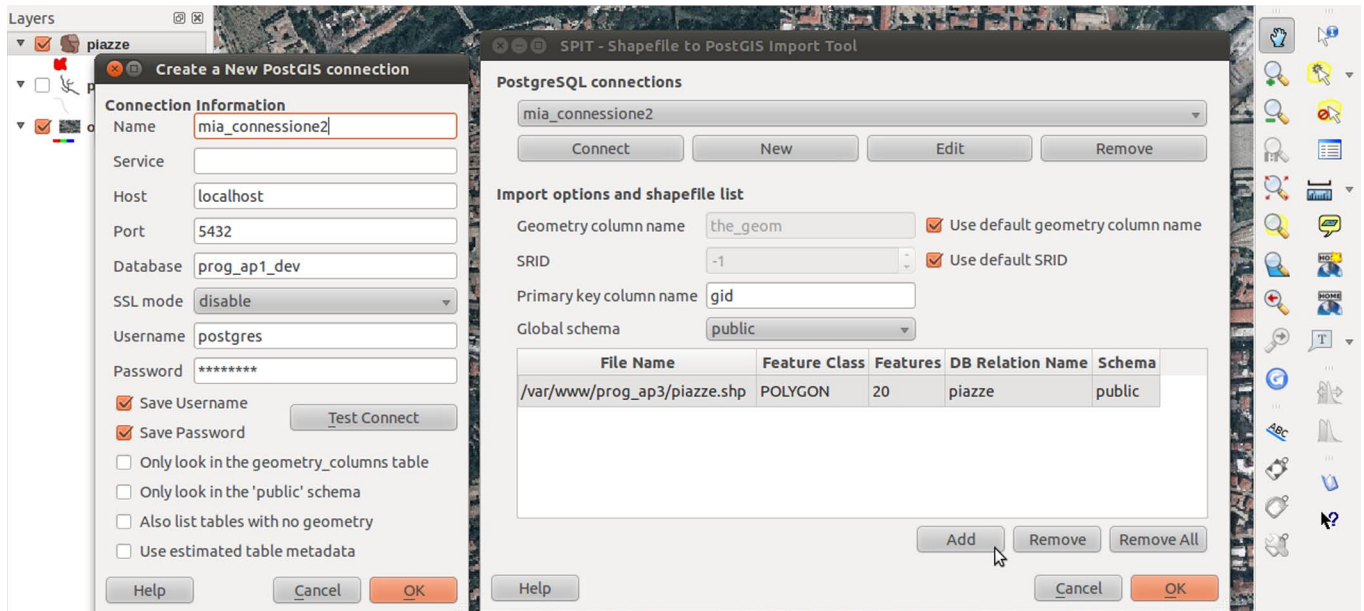 Layers
piazze
p
o
Create a New PostGIS connection
Connection Information
Name mia_connessione2
Service
Host localhost
Port 5432
Database prog_ap1_dev
SSL mode disable
Username postgres
Password ********
Save Username
Test Connect
Save Password
Only look in the geometry_columns table
Only look in the 'public' schema
Also list tables with no geometry
Use estimated table metadata
Help Cancel OK
SPIT - Shapefile to PostGIS Import Tool
PostgreSQL connections
mia_connessione2
Connect New Edit Remove
Import options and shapefile list
Geometry column name the_geom Use default geometry column name
SRID -1 Use default SRID
Primary key column name gid
Global schema public
File Name Feature Class Features DB Relation Name Schema
/var/www/prog_ap3/piazze.shp POLYGON 20 piazze public
Add Remove Remove All
Help Cancel OK
HOME
T
ABC